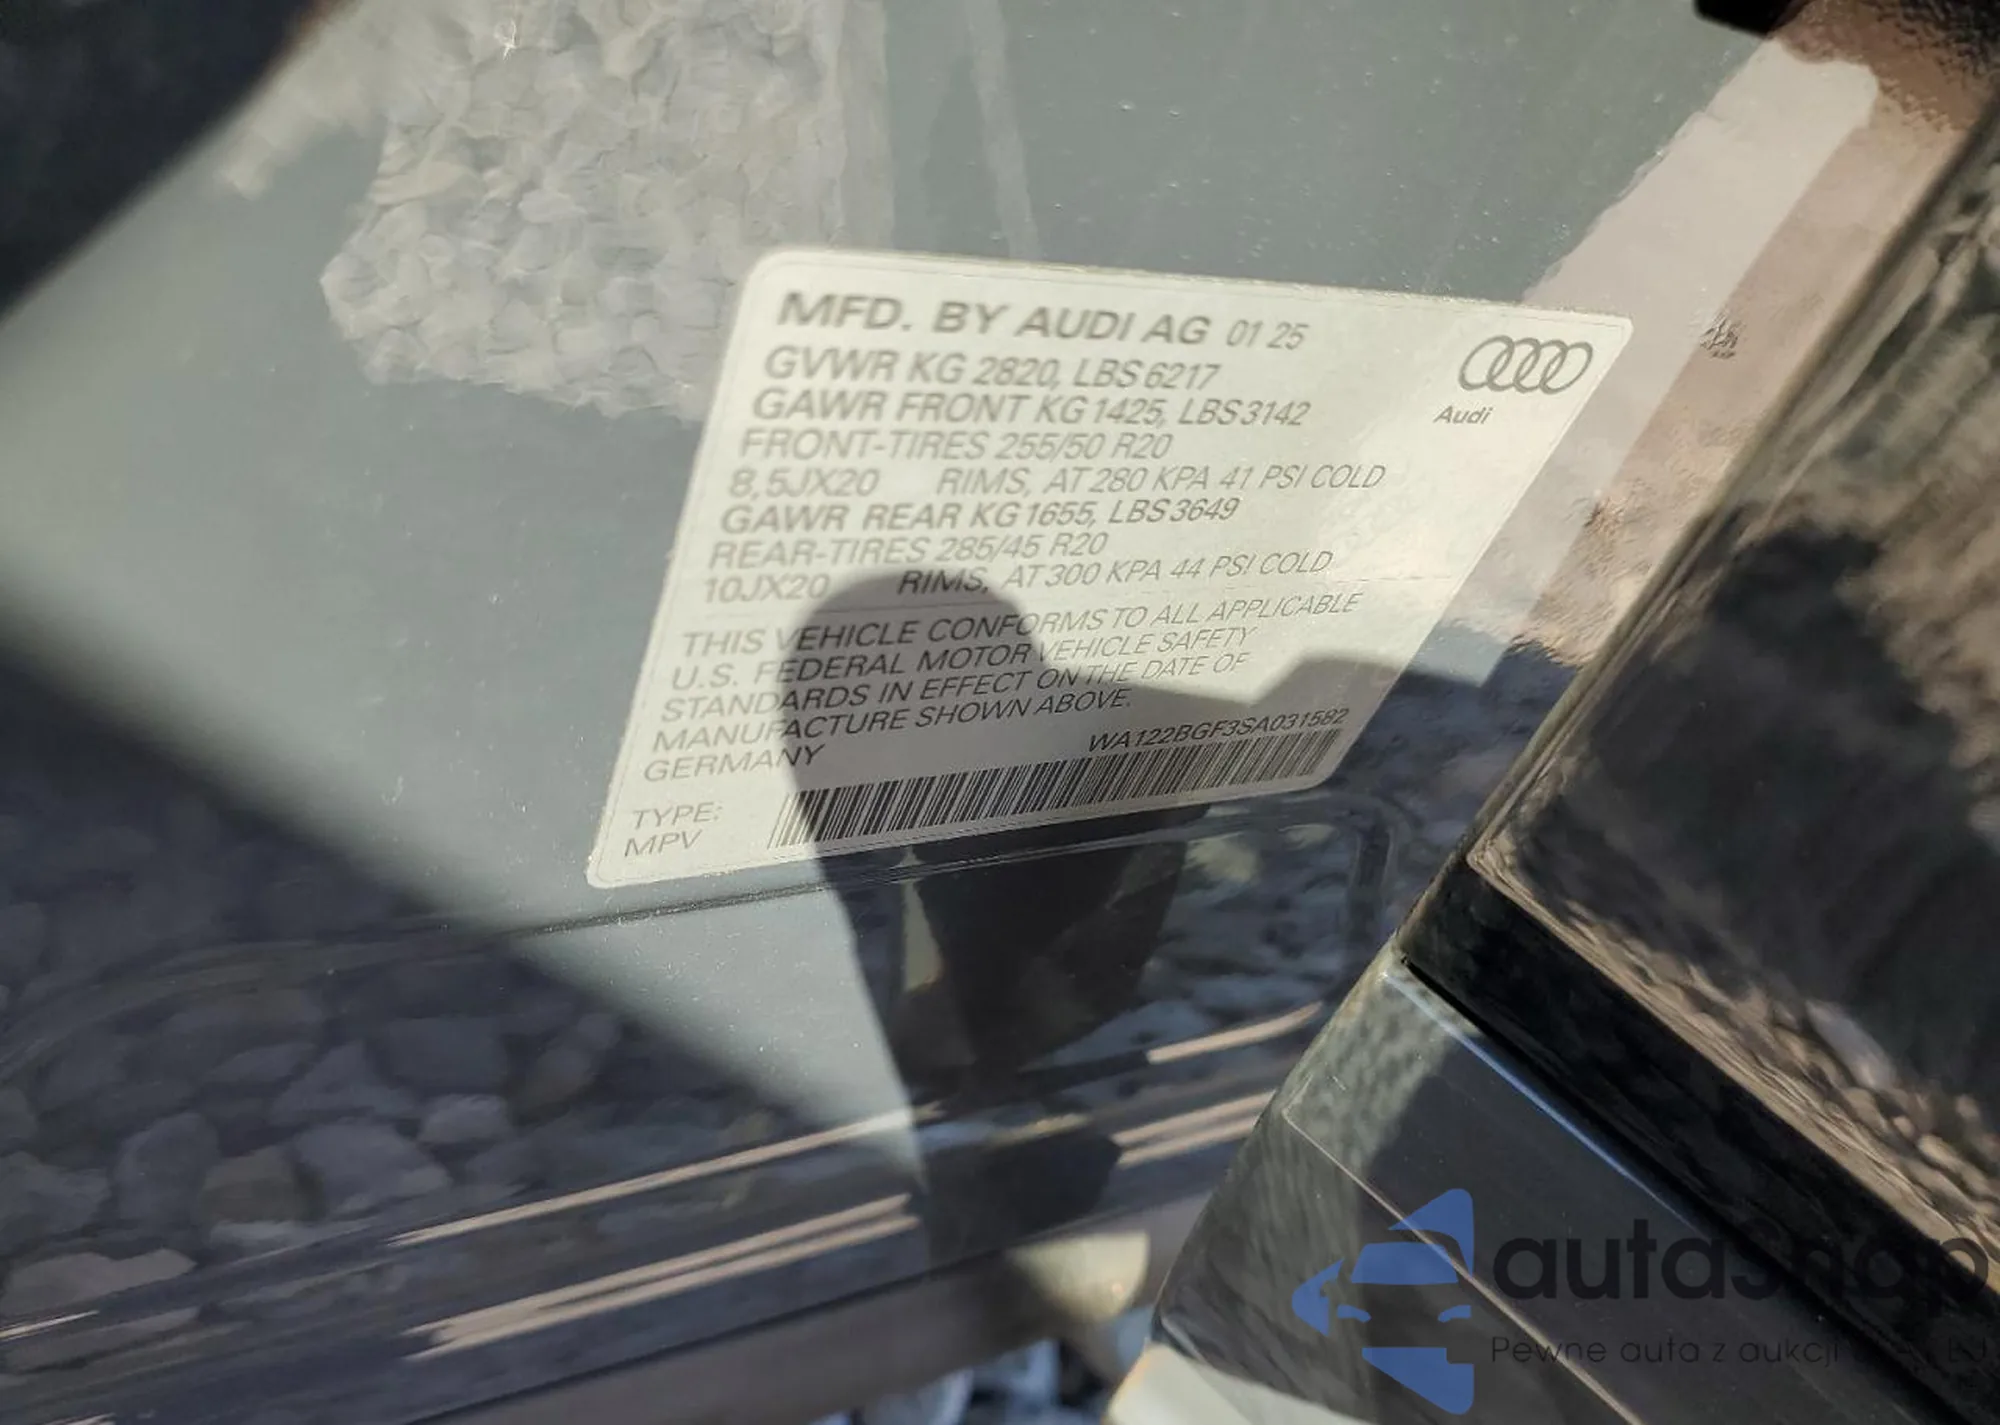 MFD. BY AUDI AG 01 25
GVWR KG 2820, LBS 6217
GAWR FRONT KG 1425, LBS 3142
FRONT-TIRES 255/50 R20
8,5JX20 RIMS, AT 280 KPA 41 PSI COLD
GAWR REAR KG 1655, LBS 3649
REAR-TIRES 285/45 R20
10JX20 RIMS, AT 300 KPA 44 PSI COLD
THIS VEHICLE CONFORMS TO ALL APPLICABLE
U.S. FEDERAL MOTOR VEHICLE SAFETY
STANDARDS IN EFFECT ON THE DATE OF
MANUFACTURE SHOWN ABOVE.
GERMANY
WA122BGF3SA031582
TYPE:
MPV
Audi
autashop
Pewne auta z aukcji